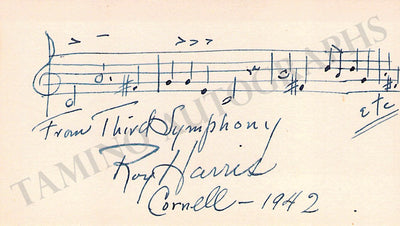 etc
From Third Symphony
Roy Harris
Cornell - 1942
TAMINO AUTOGRAPHS